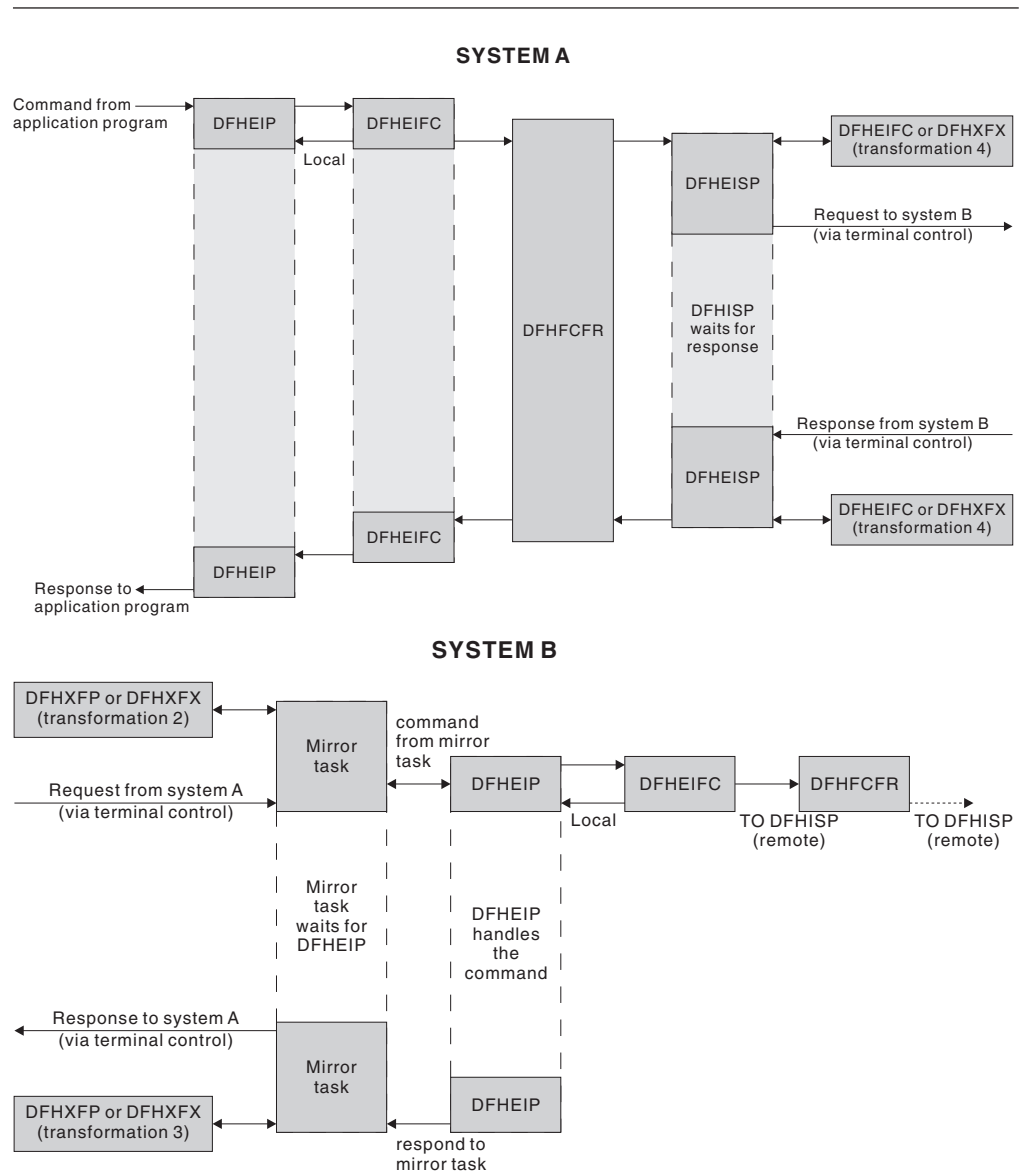 SYSTEM A
Command from
application program
DFHEIP
DFHEIFC
Local
DFHFCFR
DFHEISP
DFHEIFC or DFHXFX
(transformation 4)
Request to system B
(via terminal control)
DFHISP
waits for
response
Response from system B
(via terminal control)
DFHEISP
DFHEIFC or DFHXFX
(transformation 4)
DFHEIFC
DFHEIP
Response to
application program
SYSTEM B
DFHXFP or DFHXFX
(transformation 2)
Mirror
task
command
from mirror
task
Request from system A
(via terminal control)
DFHEIP
DFHEIFC
DFHFCFR
Local
TO DFHISP
(remote)
TO DFHISP
(remote)
Mirror
task
waits for
DFHEIP
DFHEIP
handles
the
command
Response to system A
(via terminal control)
Mirror
task
DFHXFP or DFHXFX
(transformation 3)
DFHEIP
respond to
mirror task